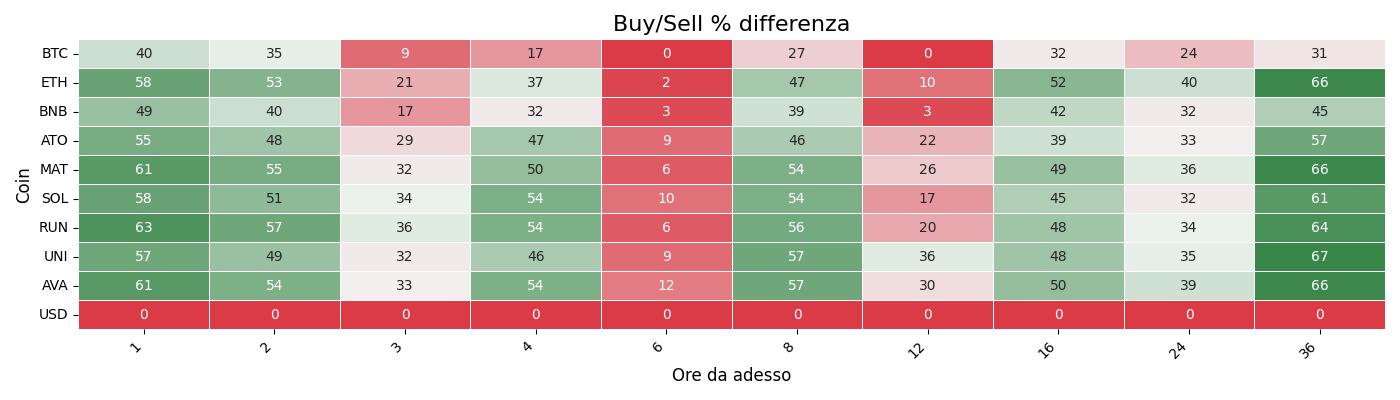 Buy/Sell % differenza
Coin
BTC 40 35 9 17 0 27 0 32 24 31
ETH 58 53 21 37 2 47 10 52 40 66
BNB 49 40 17 32 3 39 3 42 32 45
ATO 55 48 29 47 9 46 22 39 33 57
MAT 61 55 32 50 6 54 26 49 36 66
SOL 58 51 34 54 10 54 17 45 32 61
RUN 63 57 36 54 6 56 20 48 34 64
UNI 57 49 32 46 9 57 36 48 35 67
AVA 61 54 33 54 12 57 30 50 39 66
USD 0 0 0 0 0 0 0 0 0 0
1 2 3 4 6 8 12 16 24 36
Ore da adesso